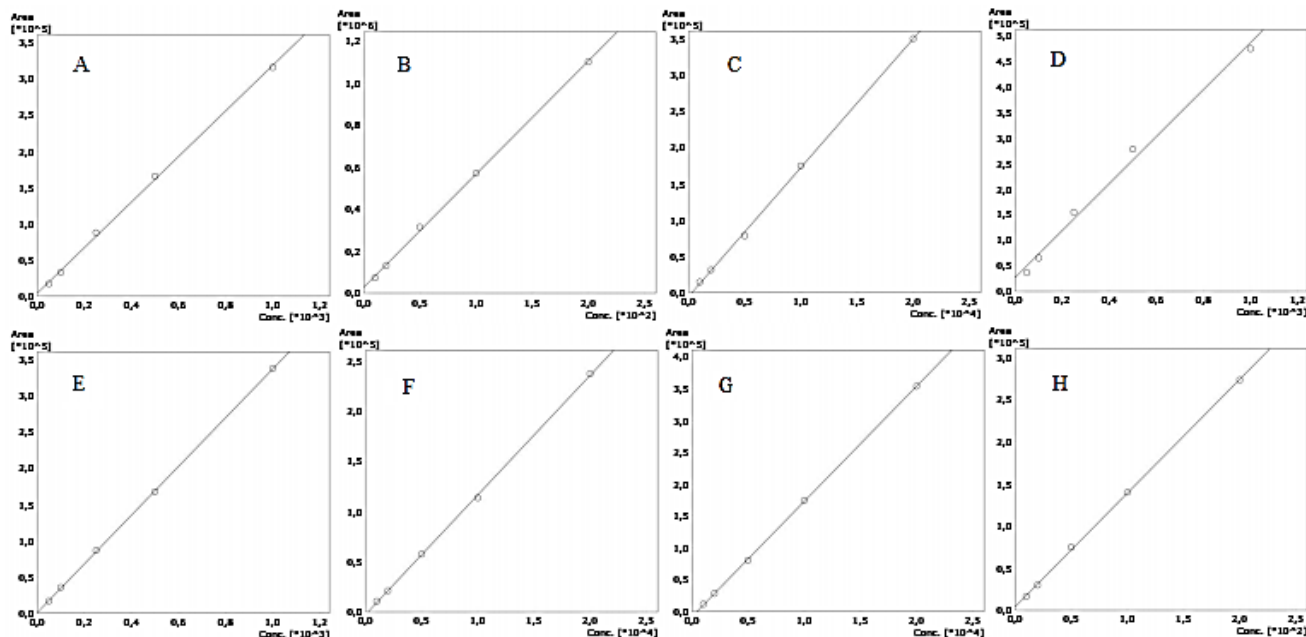 Area
[*10^5]
A
3,5
3,0
2,5
2,0
1,5
1,0
0,5
0,0
0,0 0,2 0,4 0,6 0,8 1,0 1,2
Conc. [*10^3]
Area
[*10^6]
B
1,2
1,0
0,8
0,6
0,4
0,2
0,0
0,5 1,0 1,5 2,0 2,5
Conc. [*10^2]
Area
[*10^5]
C
3,5
3,0
2,5
2,0
1,5
1,0
0,5
0,0
0,0 0,5 1,0 1,5 2,0 2,5
Conc. [*10^4]
Area
[*10^5]
D
5,0
4,5
4,0
3,5
3,0
2,5
2,0
1,5
1,0
0,5
0,0
0,0 0,2 0,4 0,6 0,8 1,0 1,2
Conc. [*10^3]
Area
[*10^5]
E
3,5
3,0
2,5
2,0
1,5
1,0
0,5
0,0
0,0 0,2 0,4 0,6 0,8 1,0 1,2
Conc. [*10^3]
Area
[*10^5]
F
2,5
2,0
1,5
1,0
0,5
0,0
0,0 0,5 1,0 1,5 2,0 2,5
Conc. [*10^4]
Area
[*10^5]
G
4,0
3,5
3,0
2,5
2,0
1,5
1,0
0,5
0,0
0,0 0,5 1,0 1,5 2,0 2,5
Conc. [*10^4]
Area
[*10^5]
H
3,0
2,5
2,0
1,5
1,0
0,5
0,0
0,0 0,5 1,0 1,5 2,0 2,5
Conc. [*10^2]